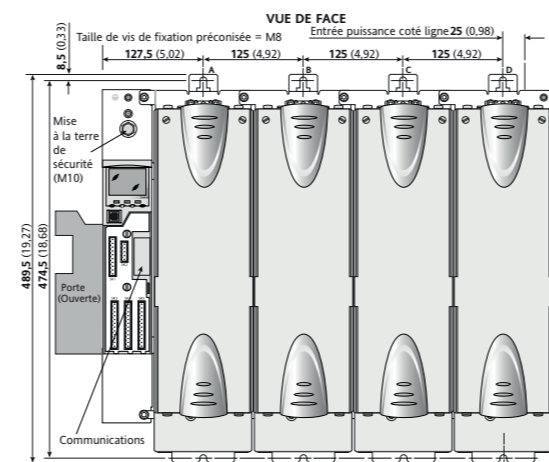 VUE DE FACE
Taille de vis de fixation préconisée = M8
Entrée puissance coté ligne 25 (0,98)
8,5 (0,33)
127,5 (5,02)
125 (4,92)
125 (4,92)
125 (4,92)
A
B
C
D
Mise
à la terre
de
sécurité
(M10)
489,5 (19,27)
474,5 (18,68)
Porte
(Ouverte)
Communications